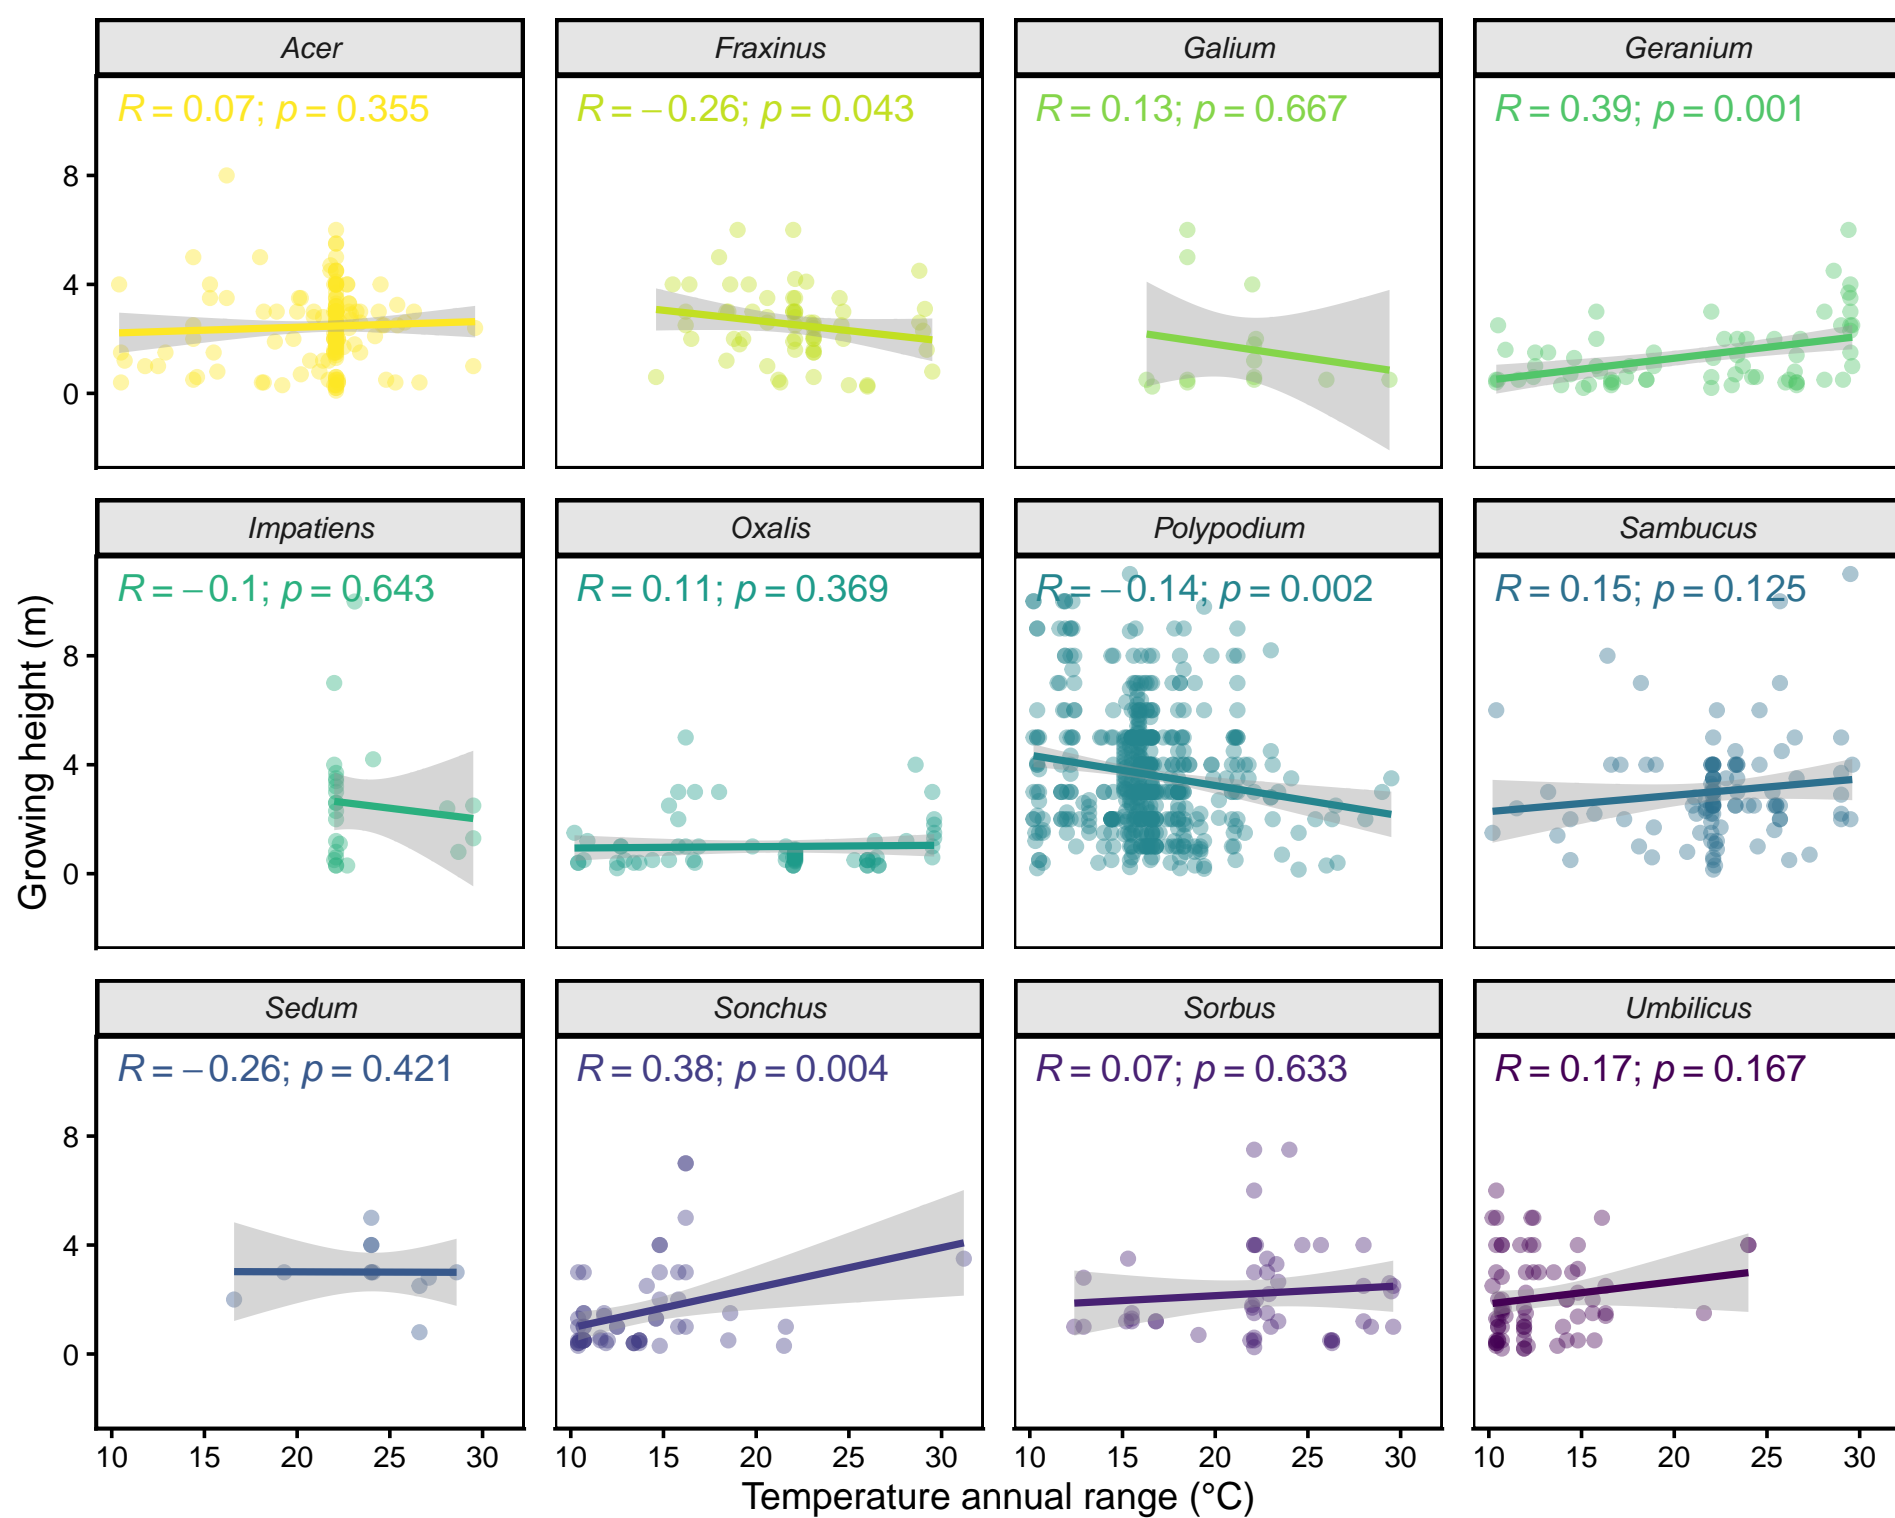 Acer Fraxinus Galium Geranium
R = 0.07; p = 0.355 R = −0.26; p = 0.043 R = 0.13; p = 0.667 R = 0.39; p = 0.001
8
4
0
Impatiens Oxalis Polypodium Sambucus
R = −0.1; p = 0.643 R = 0.11; p = 0.369 R = −0.14; p = 0.002 R = 0.15; p = 0.125
8
4
0
Growing height (m)
Sedum Sonchus Sorbus Umbilicus
R = −0.26; p = 0.421 R = 0.38; p = 0.004 R = 0.07; p = 0.633 R = 0.17; p = 0.167
8
4
0
10 15 20 25 30 10 15 20 25 30 10 15 20 25 30 10 15 20 25 30
Temperature annual range (°C)